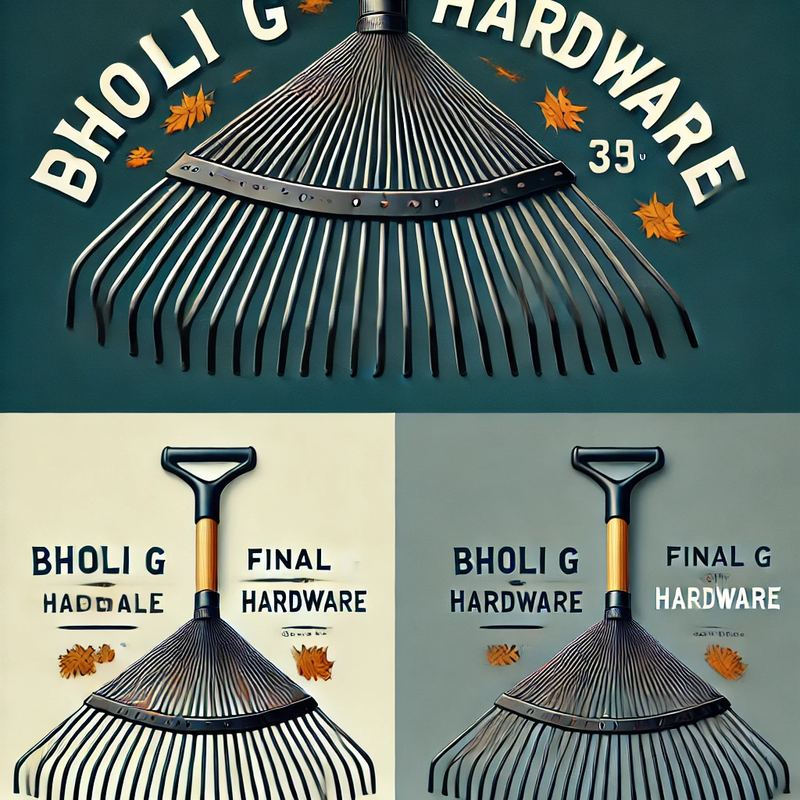 BHOLI G HARDWARE
39
BHOLI G
HADDALE
FINAL
HARDWARE
BHOLI G
HARDWARE
FINAL G
HARDWARE